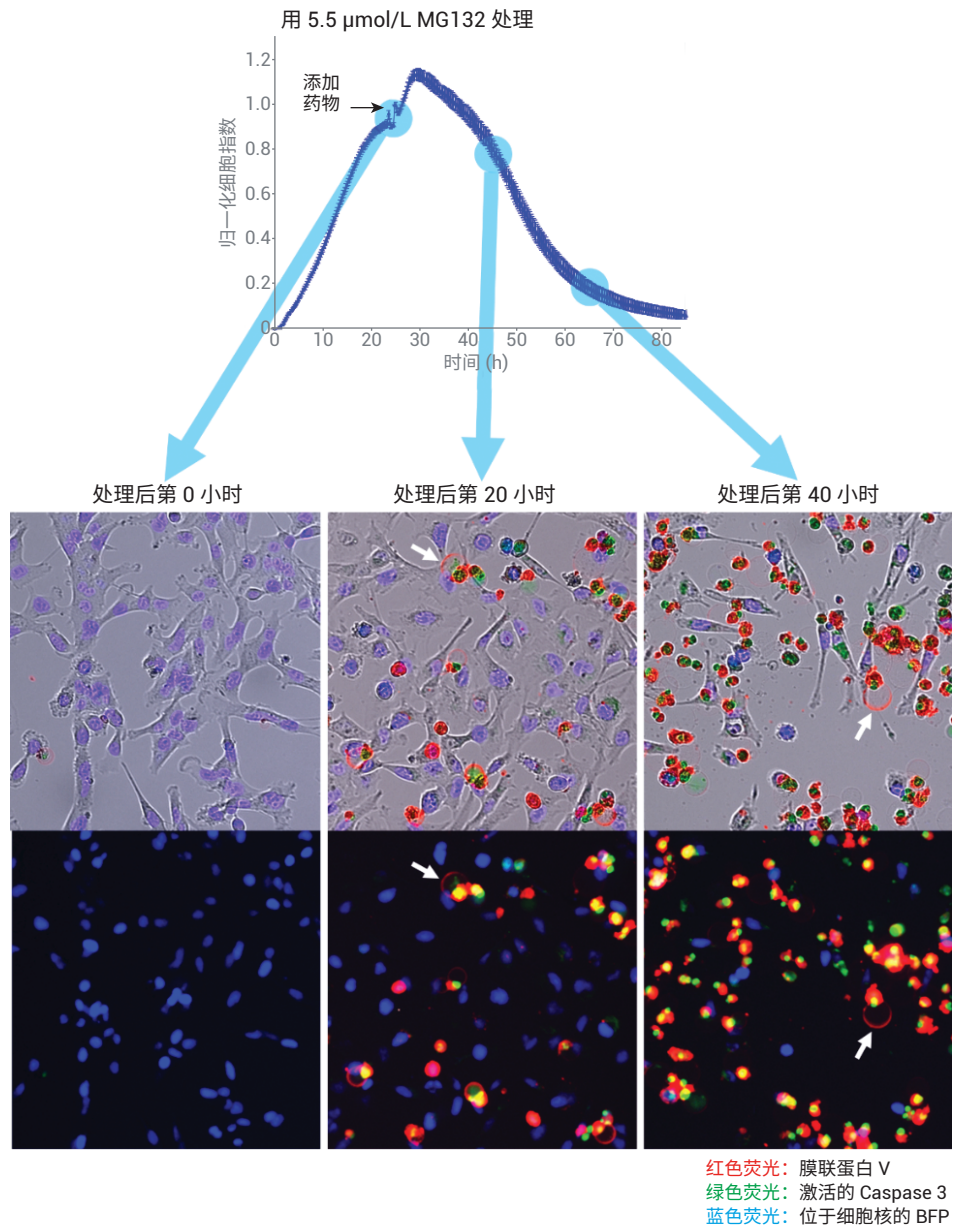 用 5.5 µmol/L MG132 处理
添加
药物
归一化细胞指数
1.2
1.0
0.8
0.6
0.4
0.2
0
0 10 20 30 40 50 60 70 80
时间 (h)
处理后第 0 小时
处理后第 20 小时
处理后第 40 小时
红色荧光：膜联蛋白 V
绿色荧光：激活的 Caspase 3
蓝色荧光：位于细胞核的 BFP